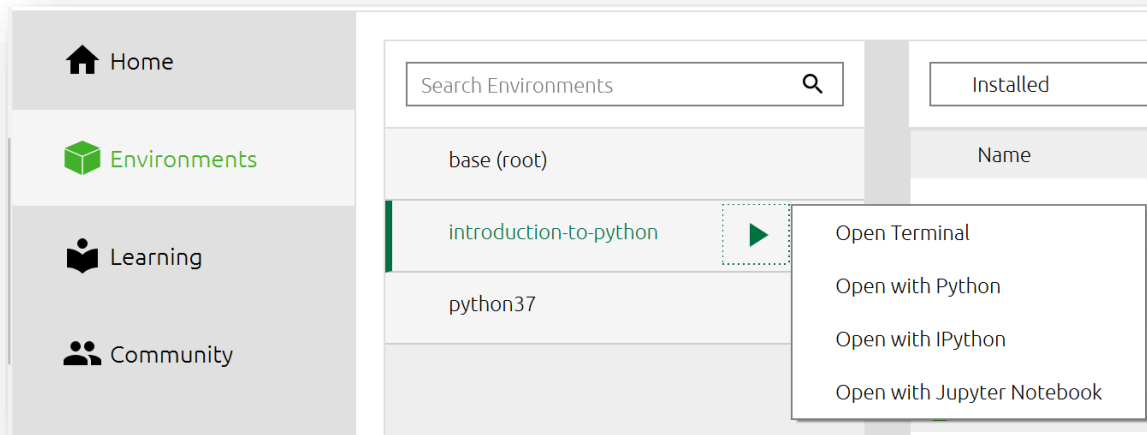 Home
Environments
Learning
Community
Search Environments
base (root)
introduction-to-python
python37
Installed
Name
Open Terminal
Open with Python
Open with IPython
Open with Jupyter Notebook